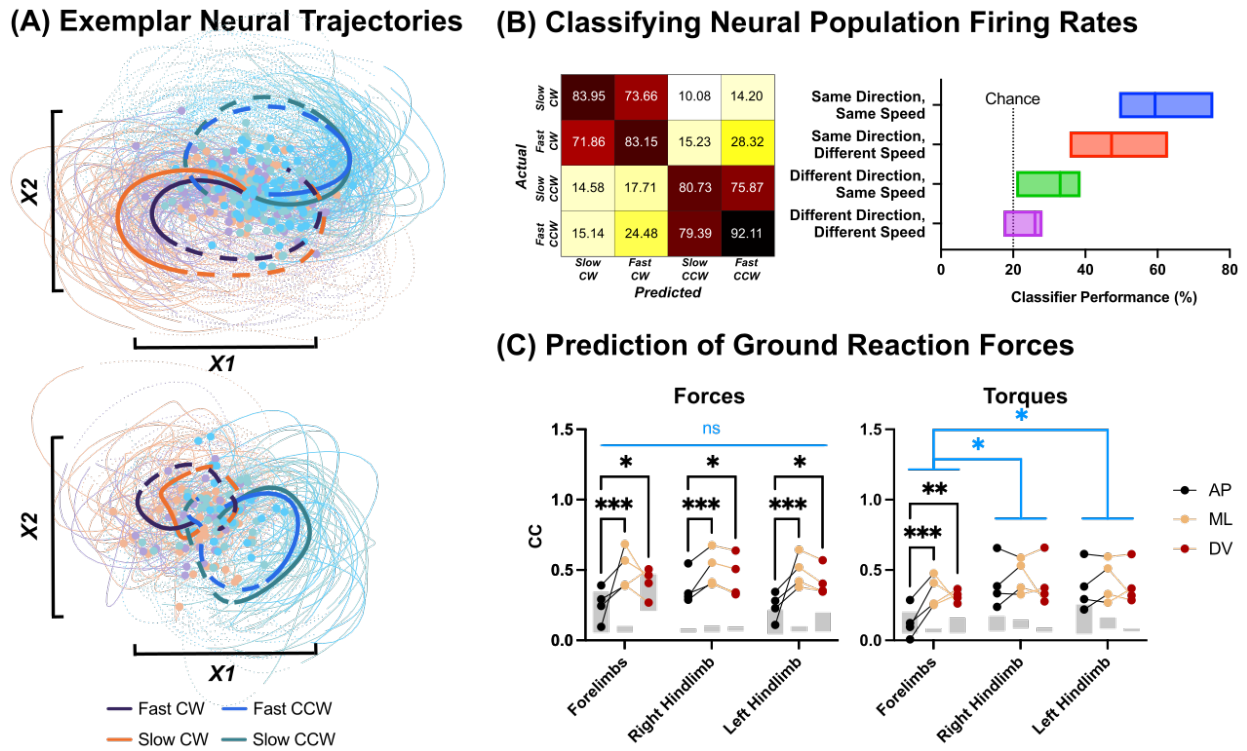 (A) Exemplar Neural Trajectories
X2
X1
X2
X1
Fast CW
Fast CCW
Slow CW
Slow CCW
(B) Classifying Neural Population Firing Rates
Actual
Slow
CW
83.95 73.66 10.08 14.20
Fast
CW
71.86 83.15 15.23 28.32
Slow
CCW
14.58 17.71 80.73 75.87
Fast
CCW
15.14 24.48 79.39 92.11
Slow
CW
Fast
CW
Slow
CCW
Fast
CCW
Predicted
Chance
Same Direction,
Same Speed
Same Direction,
Different Speed
Different Direction,
Same Speed
Different Direction,
Different Speed
0 20 40 60 80
Classifier Performance (%)
(C) Prediction of Ground Reaction Forces
Forces
CC
1.5
1.0
0.5
0.0
ns
*
***
*
***
*
***
Forelimbs
Right Hindlimb
Left Hindlimb
Torques
1.5
1.0
0.5
0.0
*
*
**
***
Forelimbs
Right Hindlimb
Left Hindlimb
AP
ML
DV